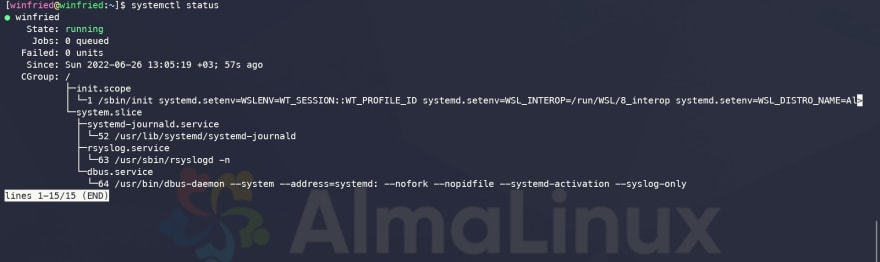 [winfried@winfried:~]$ systemctl status
● winfried
    State: running
     Jobs: 0 queued
   Failed: 0 units
    Since: Sun 2022-06-26 13:05:19 +03; 57s ago
   CGroup: /
           ├─init.scope
           │ └─1 /sbin/init systemd.setenv=WSLENV=WT_SESSION::WT_PROFILE_ID systemd.setenv=WSL_INTEROP=/run/WSL/8_interop systemd.setenv=WSL_DISTRO_NAME=Al>
           └─system.slice
             ├─systemd-journald.service
             │ └─52 /usr/lib/systemd/systemd-journald
             ├─rsyslog.service
             │ └─63 /usr/sbin/rsyslogd -n
             └─dbus.service
               └─64 /usr/bin/dbus-daemon --system --address=systemd: --nofork --nopidfile --systemd-activation --syslog-only
lines 1-15/15 (END)
AlmaLinux